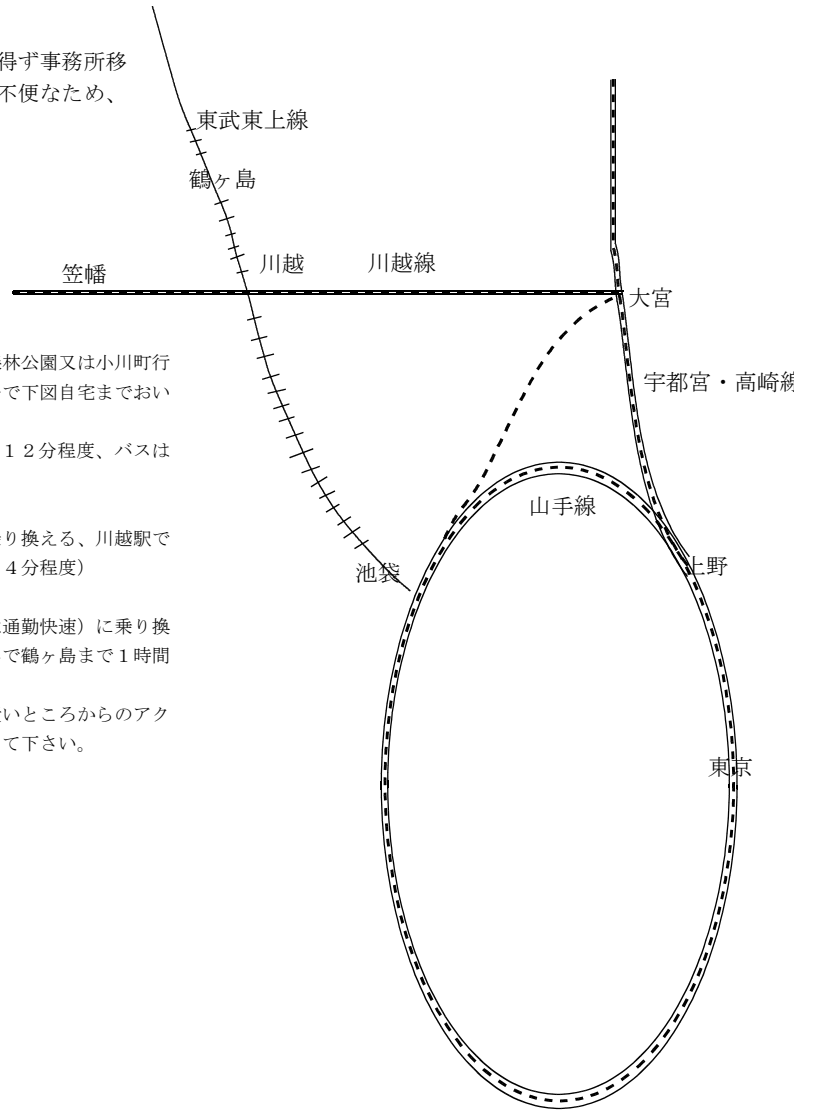 得ず事務所移
不便なため、
東武東上線
鶴ヶ島
笠幡
川越
川越線
大宮
林公園又は小川町行
で下図自宅までおい
宇都宮・高崎線
１２分程度、バスは
山手線
り換える、川越駅で
４分程度）
池袋
上野
通勤快速）に乗り換
で鶴ヶ島まで１時間
いところからのアク
て下さい。
東京